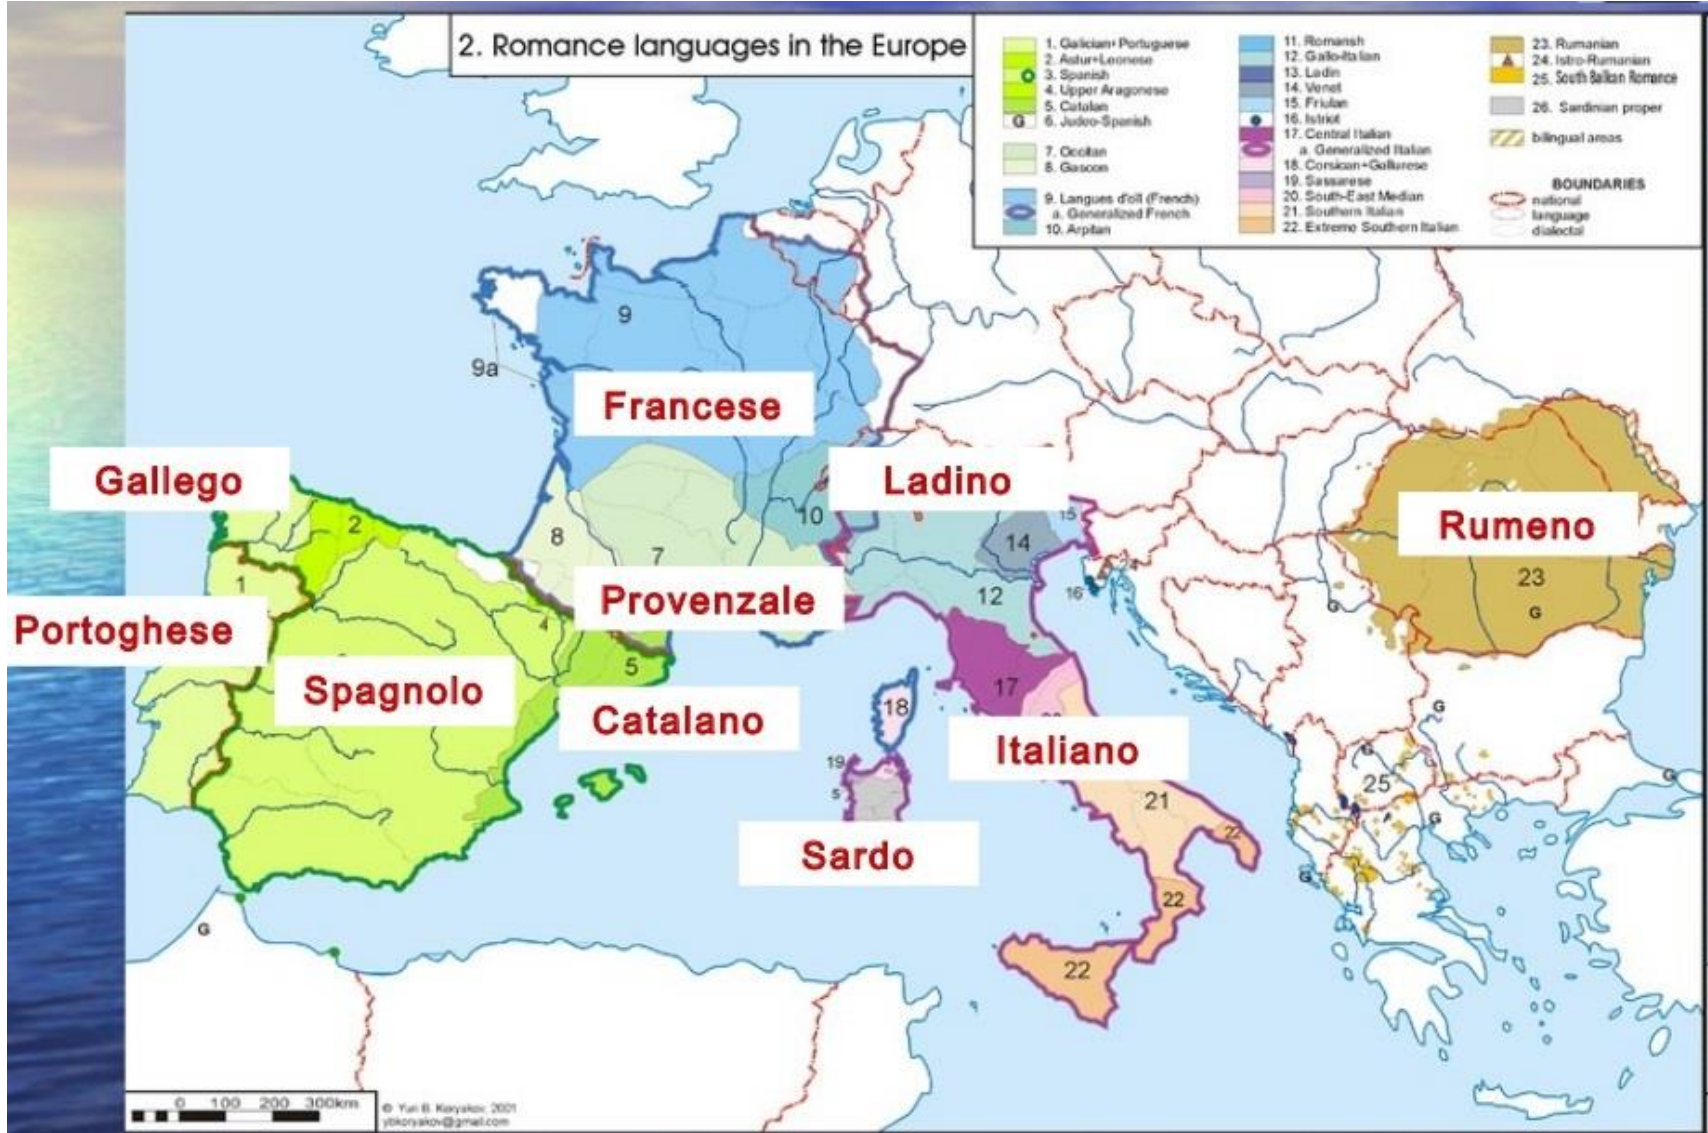 2. Romance languages in the Europe
1. Galician+Portuguese
2. Astur+Leonese
3. Spanish
4. Upper Aragonese
5. Catalan
G 6. Judeo-Spanish
7. Occitan
8. Gascon
9. Langues d'oïl (French)
a. Generalized French
10. Arpitan
11. Romansh
12. Gallo-Italian
13. Ladin
14. Venet
15. Friulan
16. Istriot
17. Central Italian
a. Generalized Italian
18. Corsican+Gallurese
19. Sassarese
20. South-East Median
21. Southern Italian
22. Extreme Southern Italian
23. Rumanian
24. Istro-Rumanian
25. South Balkan Romance
26. Sardinian proper
bilingual areas
BOUNDARIES
national
language
dialectal
9
9a
Francese
Gallego
Ladino
2
10
15
Rumeno
8
7
14
1
12
16
23
G
G
Provenzale
4
Portoghese
5
Spagnolo
17
18
Catalano
G
Italiano
G
19
25
G
21
G
22
Sardo
G
22
G
22
0 100 200 300km
© Yuri B. Koryakov, 2001
ybkoryakov@gmail.com